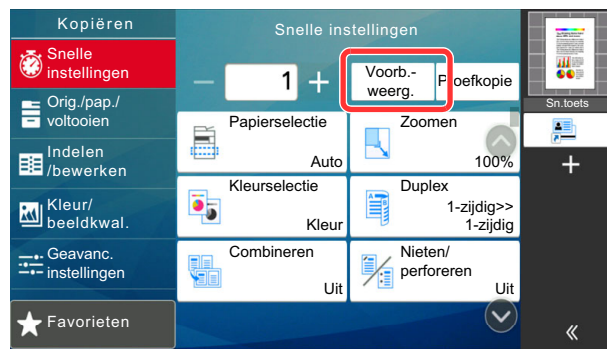 Kopiëren
Snelle
instellingen
Orig./pap./
voltooien
Indelen
/bewerken
Kleur/
beeldkwal.
Geavanc.
instellingen
Favorieten
Snelle instellingen
1
Voorb.-
weerg.
Proefkopie
Papierselectie
Auto
Zoomen
100%
Kleurselectie
Kleur
Duplex
1-zijdig>>
1-zijdig
Combineren
Uit
Nieten/
perforeren
Uit
Sn.toets